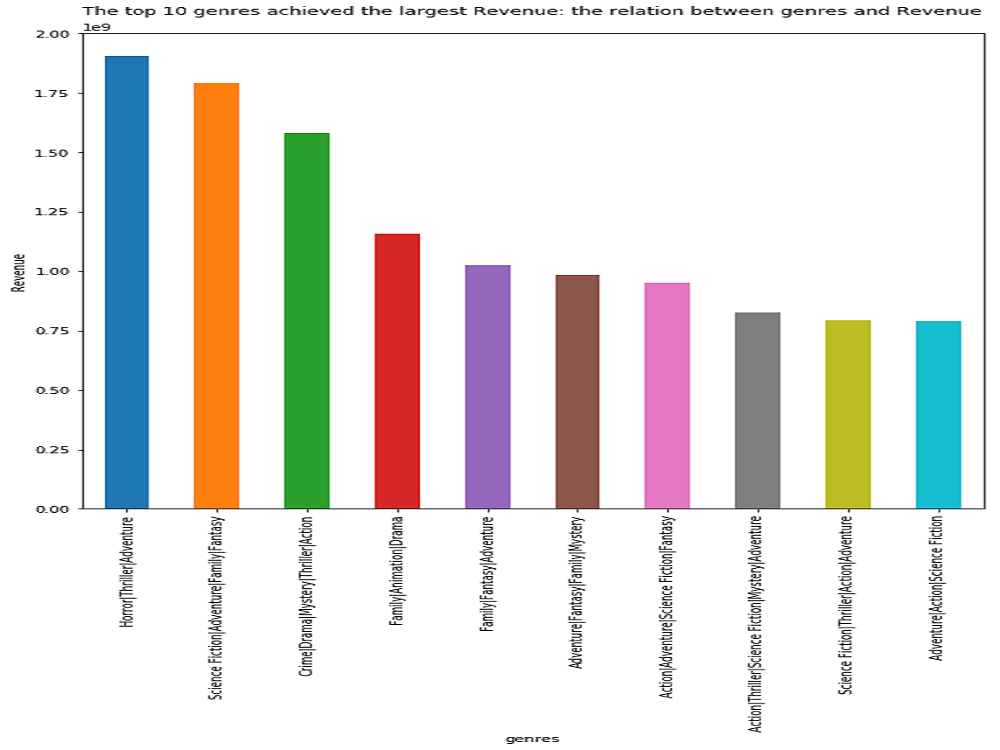 The top 10 genres achieved the largest Revenue: the relation between genres and Revenue
1e9
2.00
1.75
1.50
1.25
1.00
0.75
0.50
0.25
0.00
Revenue
Horror|Thriller|Adventure
Science Fiction|Adventure|Family|Fantasy
Crime|Drama|Mystery|Thriller|Action
Family|Animation|Drama
Family|Fantasy|Adventure
Adventure|Fantasy|Family|Mystery
Action|Adventure|Science Fiction|Fantasy
Action|Thriller|Science Fiction|Mystery|Adventure
Science Fiction|Thriller|Action|Adventure
Adventure|Action|Science Fiction
genres